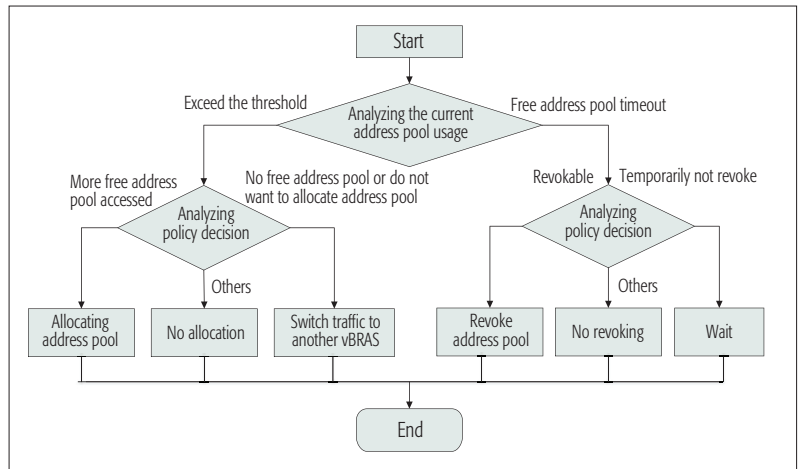 Start
Exceed the threshold
Analyzing the current
address pool usage
Free address pool timeout
More free address
pool accessed
No free address pool or do not
want to allocate address pool
Analyzing
policy decision
Revokable
Temporarily not revoke
Analyzing
policy decision
Others
Others
Allocating
address pool
No allocation
Switch traffic to
another vBRAS
Revoke
address pool
No revoking
Wait
End